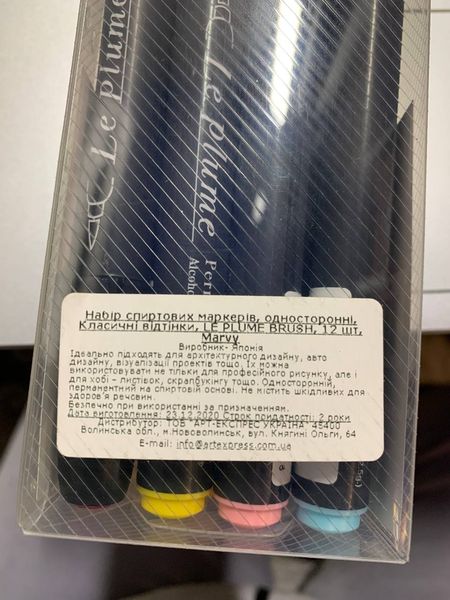 Le Plume
Le Plume
Perm
Alcoho
Набір спиртових маркерів, односторонні,
Класичні відтінки, LE PLUME BRUSH, 12 шт,
Marvy
Виробник- Японія
Ідеально підходять для архітектурного дизайну, авто
дизайну, візуалізації проектів тощо. Їх можна
використовувати не тільки для професійного рисунку, але і
для хобі - листівок, скрапбукінгу тощо. Односторонній,
перманентний на спиртовій основі. Не містить шкідливих для
здоров'я речовин.
Безпечно при використанні за призначенням.
Дата виготовлення: 23.12.2020 Строк придатності: 2 роки
Дистрибутор: ТОВ "АРТ-ЕКСПРЕС УКРАЇНА" 45400
Волинська обл., м.Нововолинськ, вул. Княгині Ольги, 64
E-mail: info@artexpress.com.ua